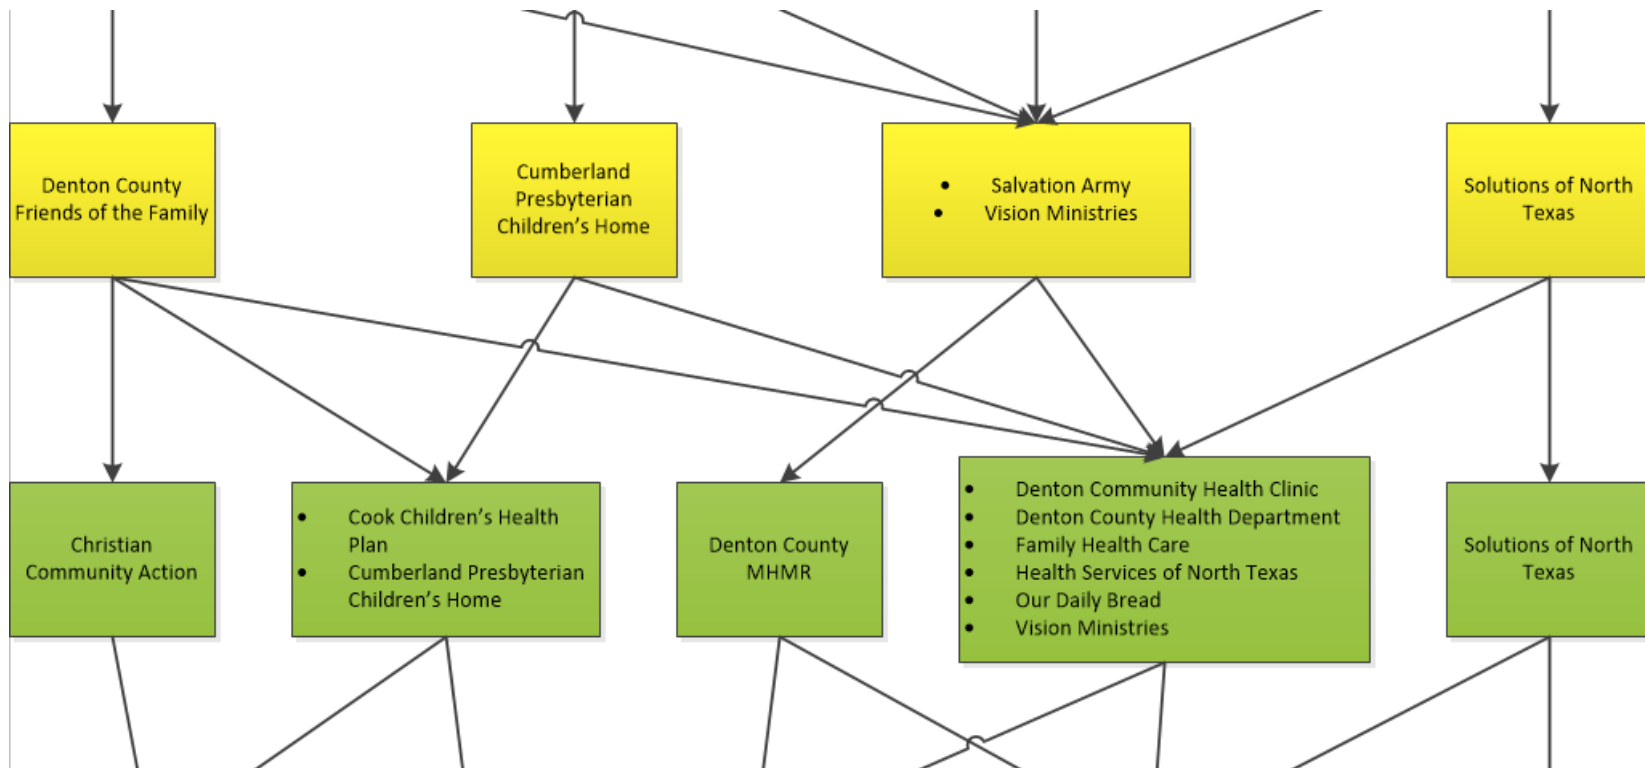 Denton County
Friends of the Family
Cumberland
Presbyterian
Children's Home
• Salvation Army
• Vision Ministries
Solutions of North
Texas
Christian
Community Action
• Cook Children's Health
Plan
• Cumberland Presbyterian
Children's Home
Denton County
MHMR
• Denton Community Health Clinic
• Denton County Health Department
• Family Health Care
• Health Services of North Texas
• Our Daily Bread
• Vision Ministries
Solutions of North
Texas